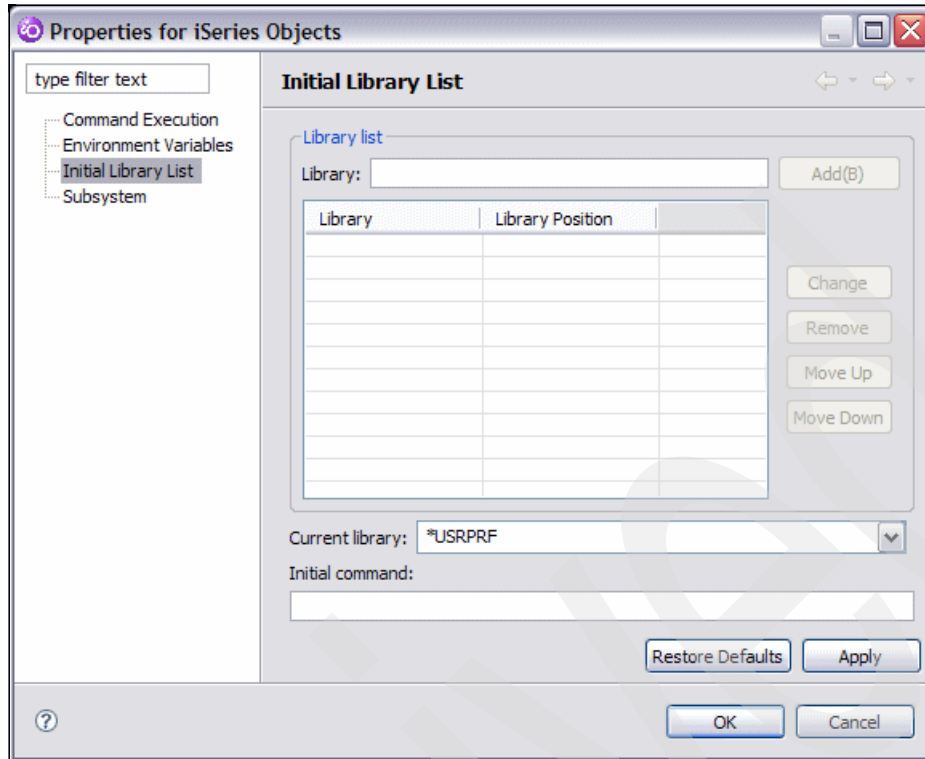 Properties for iSeries Objects
type filter text
Command Execution
Environment Variables
Initial Library List
Subsystem
Initial Library List
Library list
Library:
Add(B)
Library Library Position
Change
Remove
Move Up
Move Down
Current library: *USRPRF
Initial command:
Restore Defaults Apply
OK Cancel